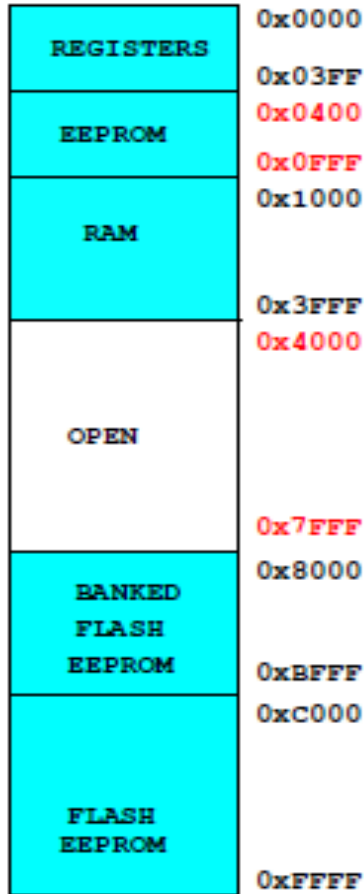 0x0000
REGISTERS
0x03FF
0x0400
EEPROM
0x0FFF
0x1000
RAM
0x3FFF
0x4000
OPEN
0x7FFF
0x8000
BANKED
FLASH
EEPROM
0xBFFF
0xC000
FLASH
EEPROM
0xFFFF